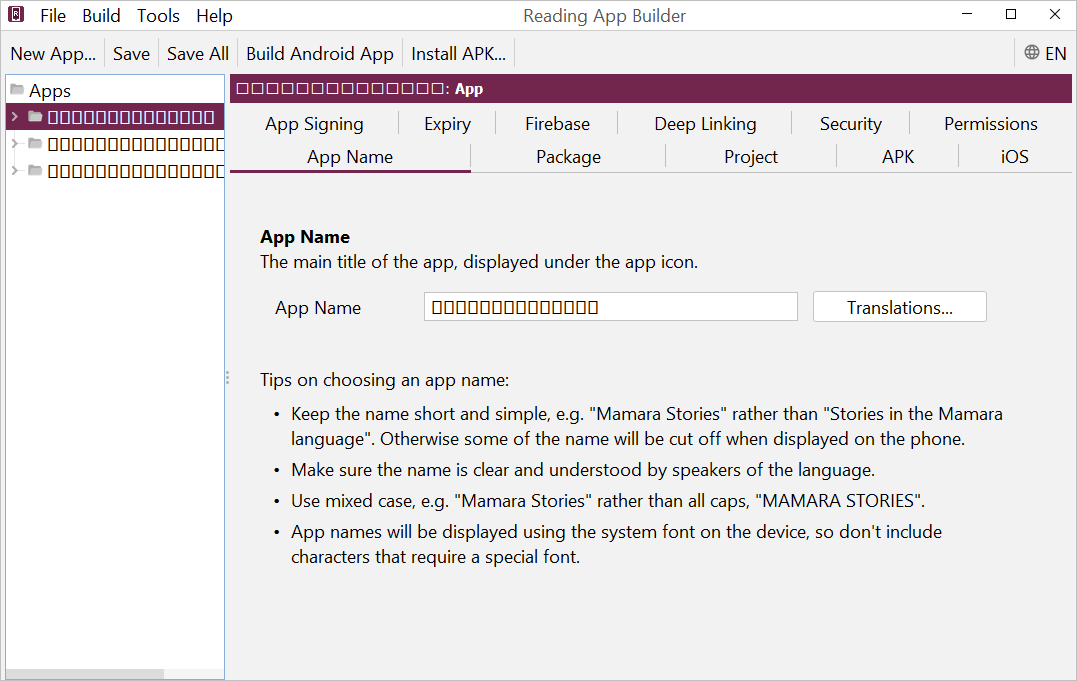 File Build Tools Help
Reading App Builder
New App... Save Save All Build Android App Install APK... EN
Apps
: App
App Signing Expiry Firebase Deep Linking Security Permissions
App Name Package Project APK iOS
App Name
The main title of the app, displayed under the app icon.
App Name
Translations...
Tips on choosing an app name:
• Keep the name short and simple, e.g. "Mamara Stories" rather than "Stories in the Mamara
language". Otherwise some of the name will be cut off when displayed on the phone.
• Make sure the name is clear and understood by speakers of the language.
• Use mixed case, e.g. "Mamara Stories" rather than all caps, "MAMARA STORIES".
• App names will be displayed using the system font on the device, so don't include
characters that require a special font.